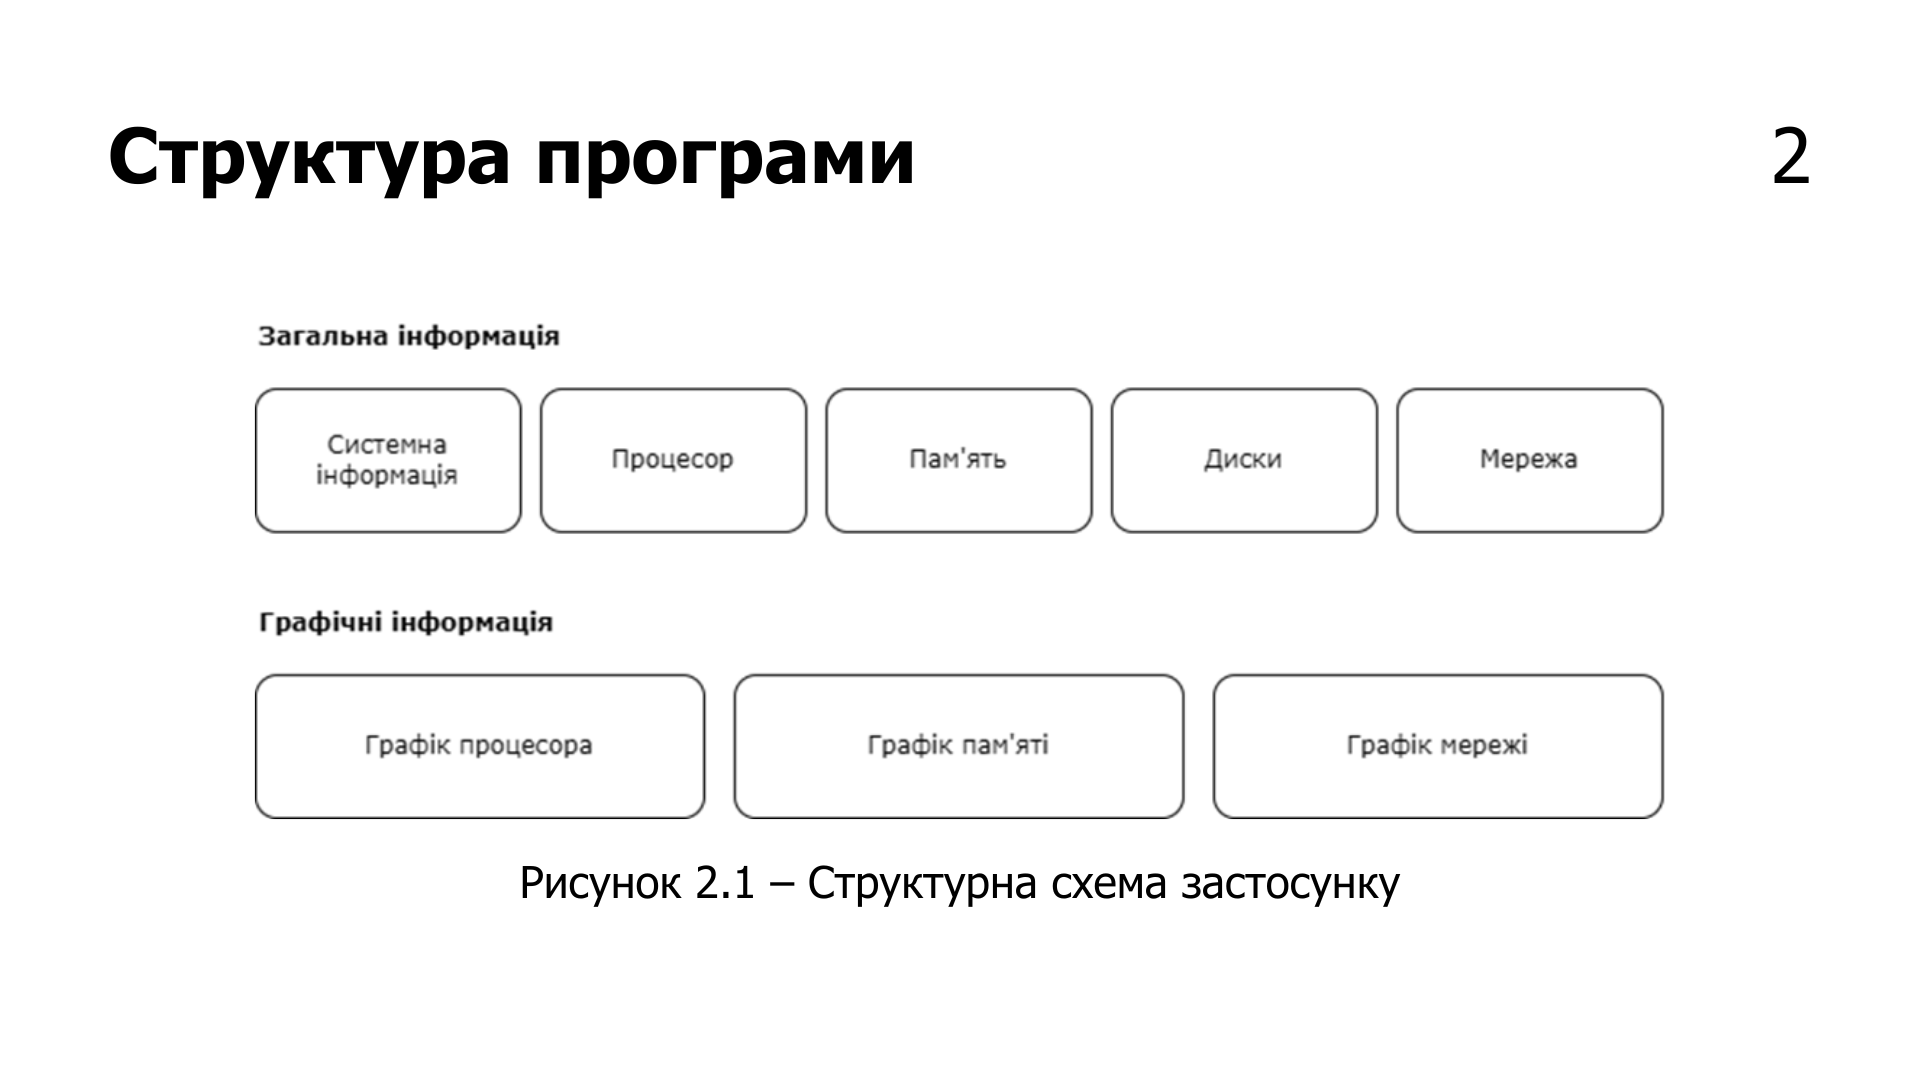 Структура програми
2
Загальна інформація
Системна
інформація
Процесор
Пам'ять
Диски
Мережа
Графічні інформація
Графік процесора
Графік пам'яті
Графік мережі
Рисунок 2.1 – Структурна схема застосунку